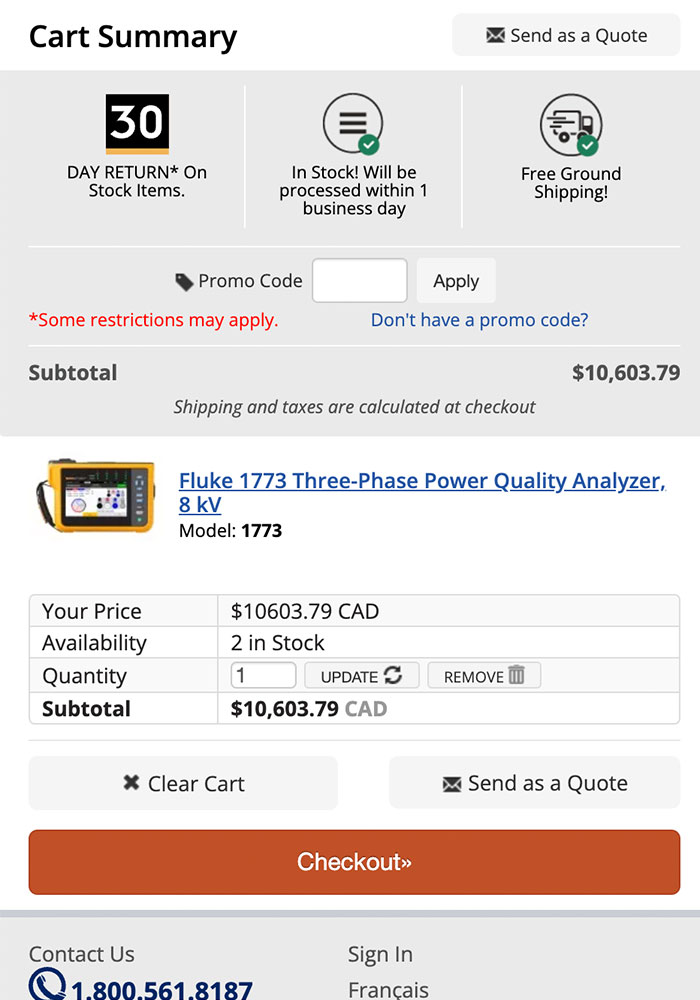 Cart Summary
Send as a Quote
30
DAY RETURN* On
Stock Items.
In Stock! Will be
processed within 1
business day
Free Ground
Shipping!
Promo Code
Apply
*Some restrictions may apply.
Don't have a promo code?
Subtotal
$10,603.79
Shipping and taxes are calculated at checkout
Fluke 1773 Three-Phase Power Quality Analyzer,
8 kV
Model: 1773
Your Price
$10603.79 CAD
Availability
2 in Stock
Quantity
1
UPDATE
REMOVE
Subtotal
$10,603.79 CAD
Clear Cart
Send as a Quote
Checkout»
Contact Us
Sign In
1.800.561.8187
Français